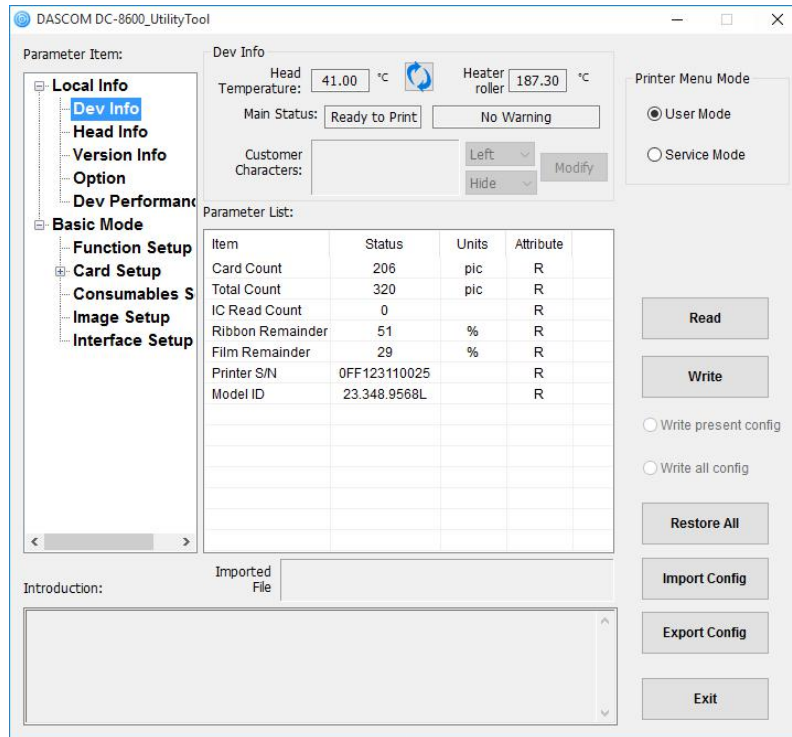 DASCOM DC-8600_UtilityTool
Parameter Item:
Local Info
Dev Info
Head Info
Version Info
Option
Dev Performanc
Basic Mode
Function Setup
Card Setup
Consumables S
Image Setup
Interface Setup
Dev Info
Head Temperature: 41.00 °C
Heater roller 187.30 °C
Main Status: Ready to Print No Warning
Customer Characters:
Left
Hide
Modify
Parameter List:
Item Status Units Attribute
Card Count 206 pic R
Total Count 320 pic R
IC Read Count 0 R
Ribbon Remainder 51 % R
Film Remainder 29 % R
Printer S/N 0FF123110025 R
Model ID 23.348.9568L R
Imported File
Introduction:
Printer Menu Mode
User Mode
Service Mode
Read
Write
Write present config
Write all config
Restore All
Import Config
Export Config
Exit